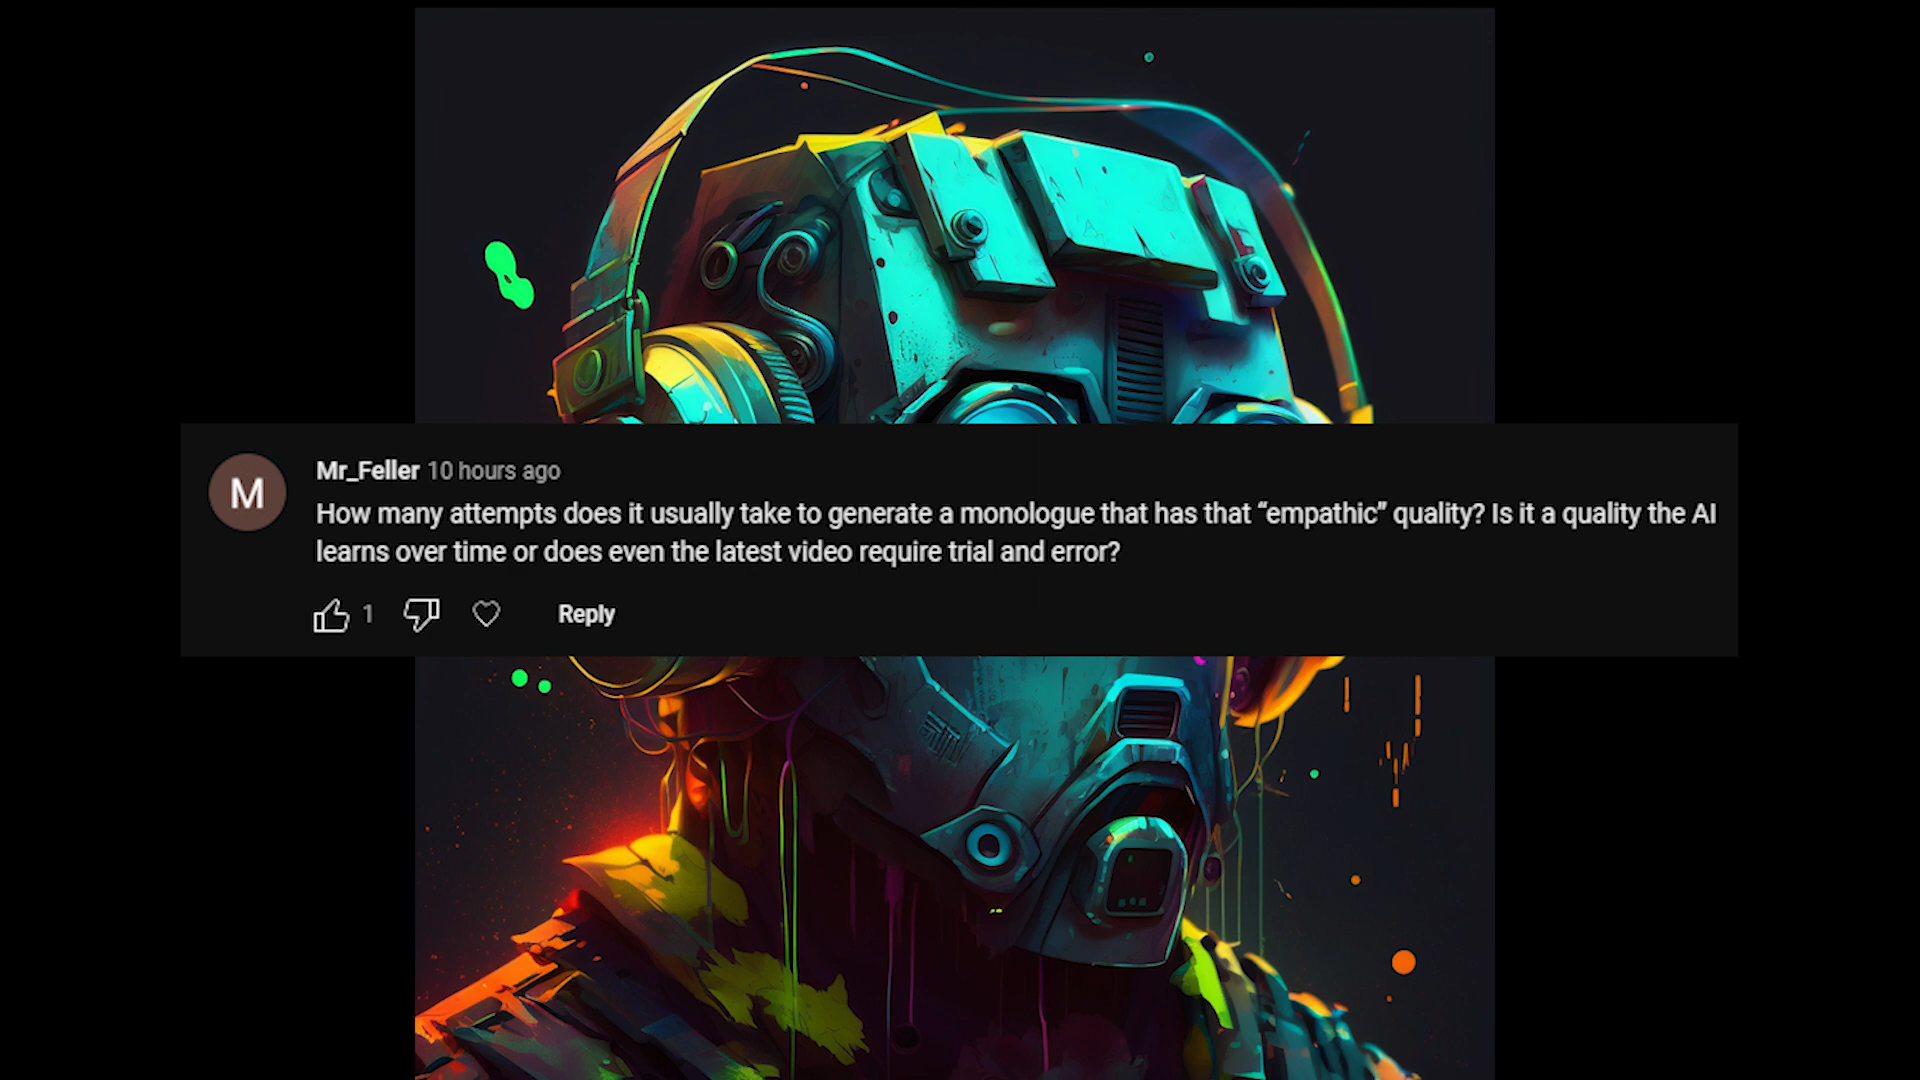 M
Mr_Feller 10 hours ago
How many attempts does it usually take to generate a monologue that has that “empathic” quality? Is it a quality the AI
learns over time or does even the latest video require trial and error?
1 Reply